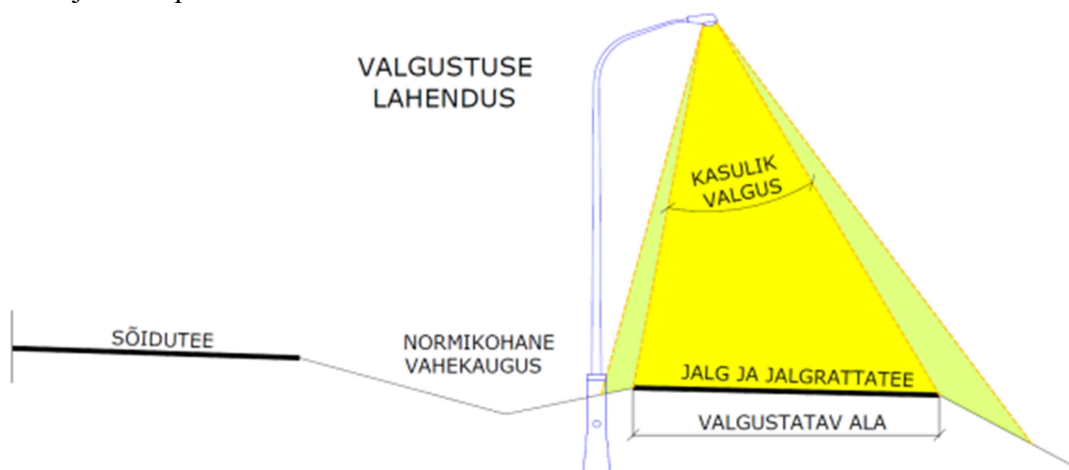 VALGUSTUSE
LAHENDUS
KASULIK
VALGUS
SÕIDUTEE
NORMIKOHANE
VAHEKAUGUS
JALG JA JALGRATTATEE
VALGUSTATAV ALA